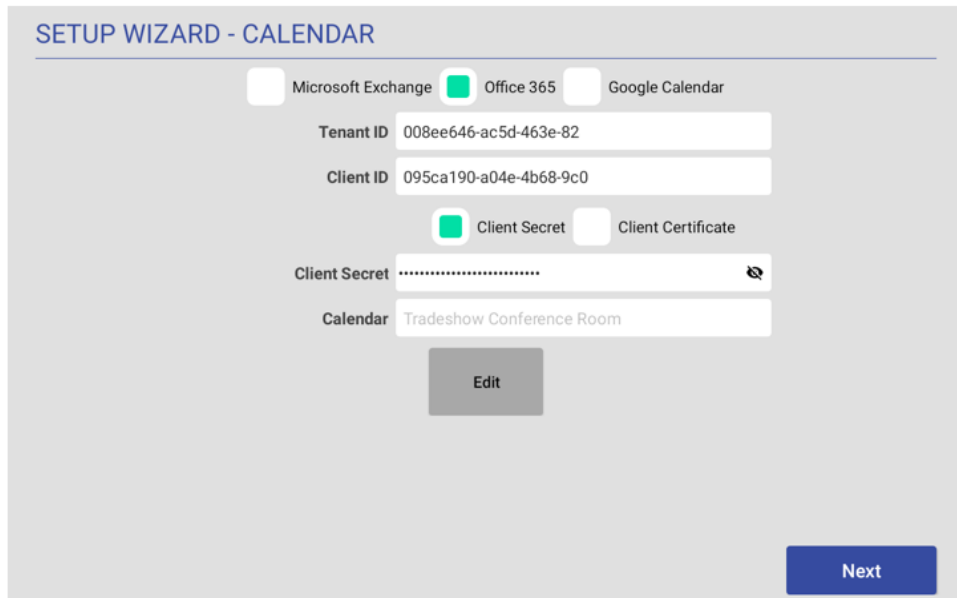 SETUP WIZARD - CALENDAR
Microsoft Exchange Office 365 Google Calendar
Tenant ID 008ee646-ac5d-463e-82
Client ID 095ca190-a04e-4b68-9c0
Client Secret Client Certificate
Client Secret ••••••••••••••••••••••••••••
Calendar Tradeshow Conference Room
Edit
Next